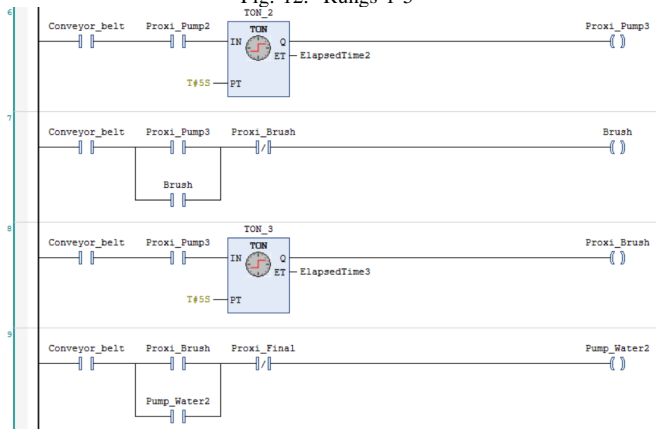 Fig. 12. Rungs 1-5
6
TON_2
Conveyor_belt Proxi_Pump2 TON Proxi_Pump3
IN Q
ET ElapsedTime2
T#5S PT
7
Conveyor_belt Proxi_Pump3 Proxi_Brush Brush
Brush
8
TON_3
Conveyor_belt Proxi_Pump3 TON Proxi_Brush
IN Q
ET ElapsedTime3
T#5S PT
9
Conveyor_belt Proxi_Brush Proxi_Final Pump_Water2
Pump_Water2